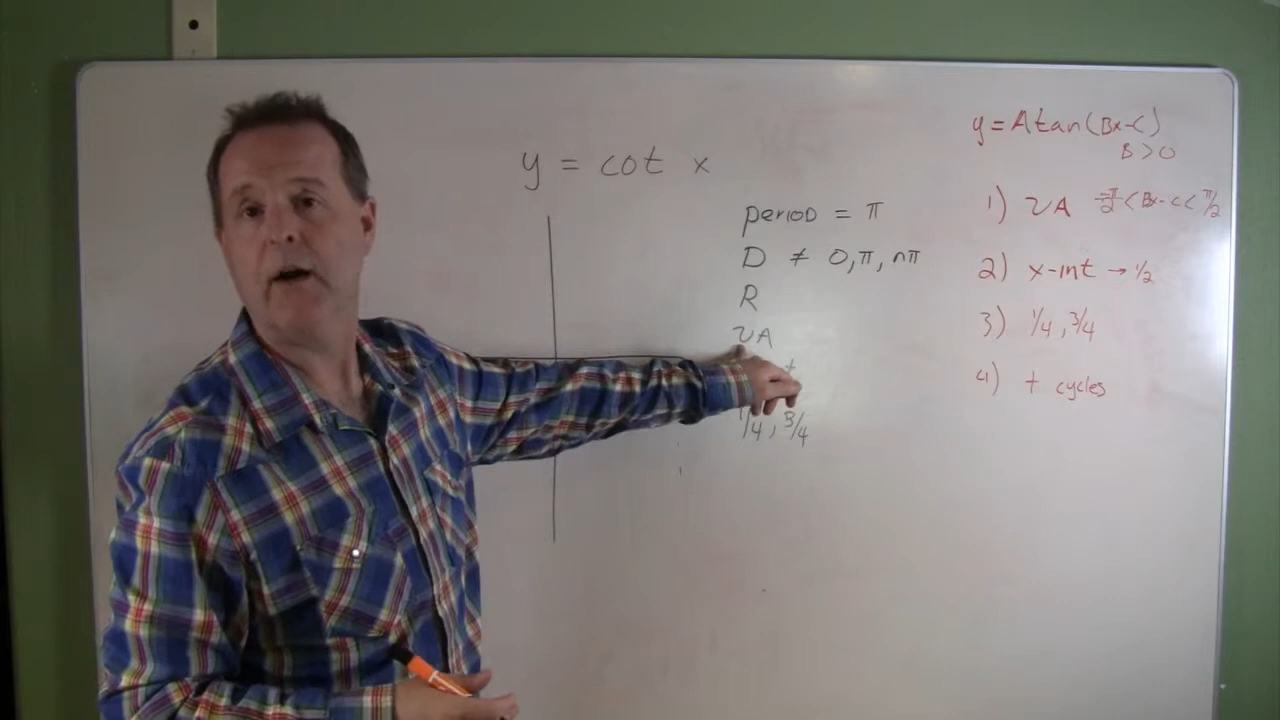 y = cot x
period = π
D ≠ 0, π, nπ
R
VA
1/4, 3/4
y = A tan(Bx-C)
B > 0
1) VA -π/2 < Bx-C < π/2
2) x-int → 1/2
3) 1/4, 3/4
4) + cycles